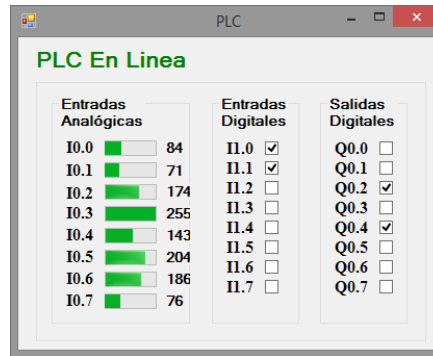 PLC
PLC En Linea
Entradas
Analógicas
I0.0 84
I0.1 71
I0.2 174
I0.3 255
I0.4 143
I0.5 204
I0.6 186
I0.7 76
Entradas
Digitales
I1.0
I1.1
I1.2
I1.3
I1.4
I1.5
I1.6
I1.7
Salidas
Digitales
Q0.0
Q0.1
Q0.2
Q0.3
Q0.4
Q0.5
Q0.6
Q0.7